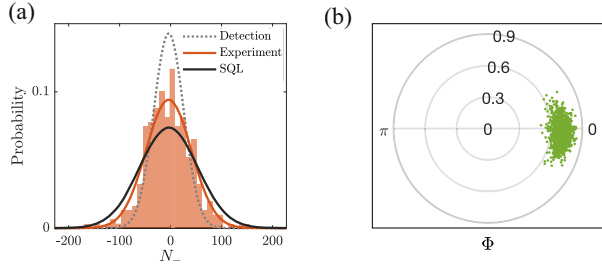 (a)
Detection
Experiment
SQL
Probability
0.1
0
-200
-100
0
100
200
N_
(b)
0.9
0.6
0.3
π
0
0
Φ